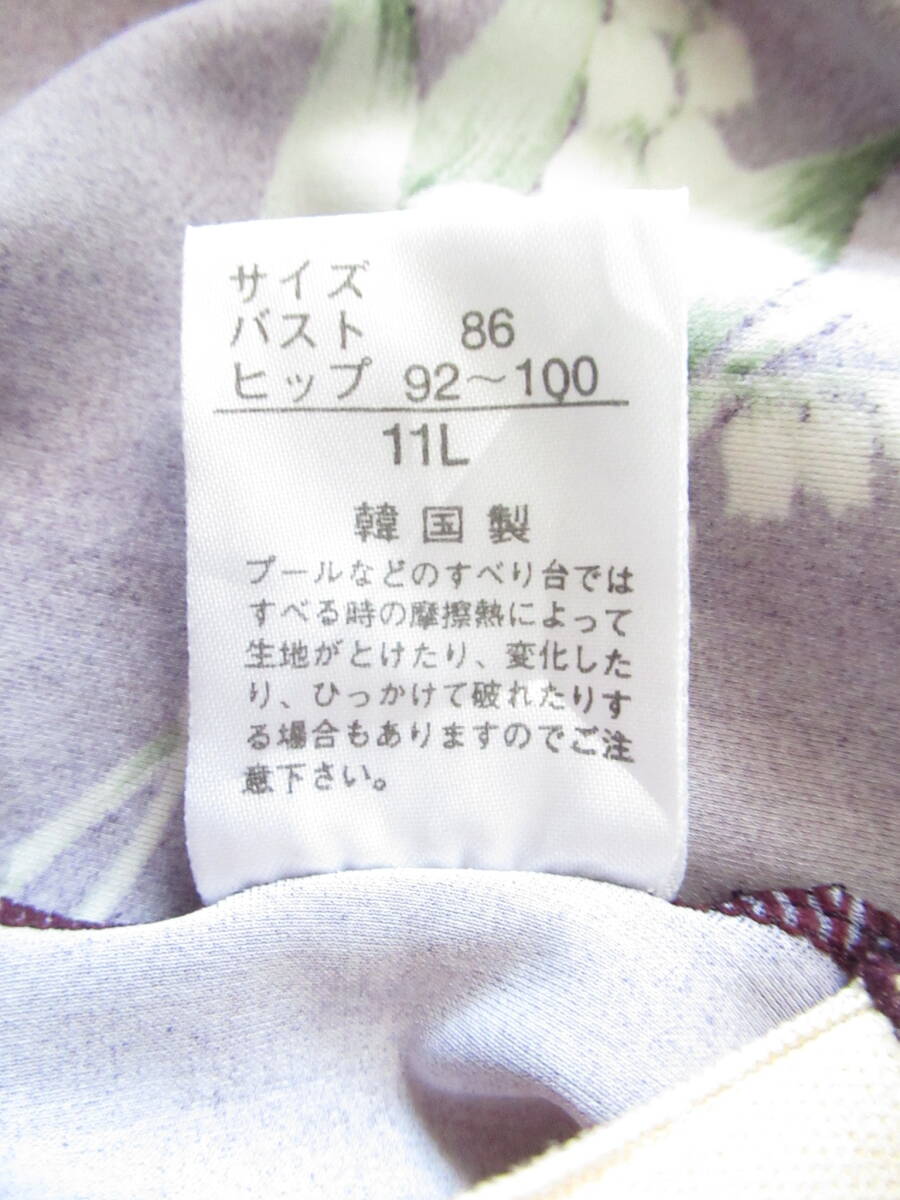 サイズ
バスト 86
ヒップ 92～100
11L
韓国製
プールなどのすべり台では
すべる時の摩擦熱によって
生地がとけたり、変化した
り、ひっかけて破れたりす
る場合もありますのでご注
意下さい。